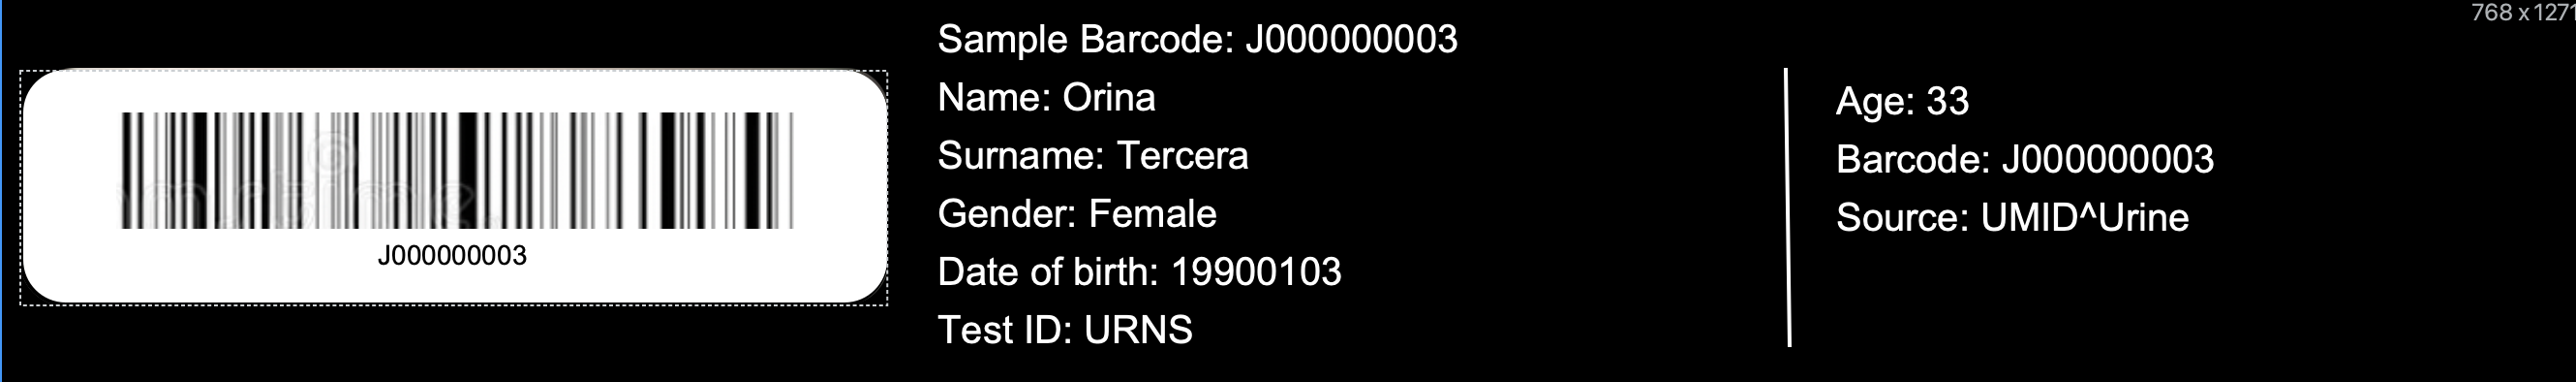 768 x 1271
J000000003
Sample Barcode: J000000003
Name: Orina
Surname: Tercera
Gender: Female
Date of birth: 19900103
Test ID: URNS
Age: 33
Barcode: J000000003
Source: UMID^Urine